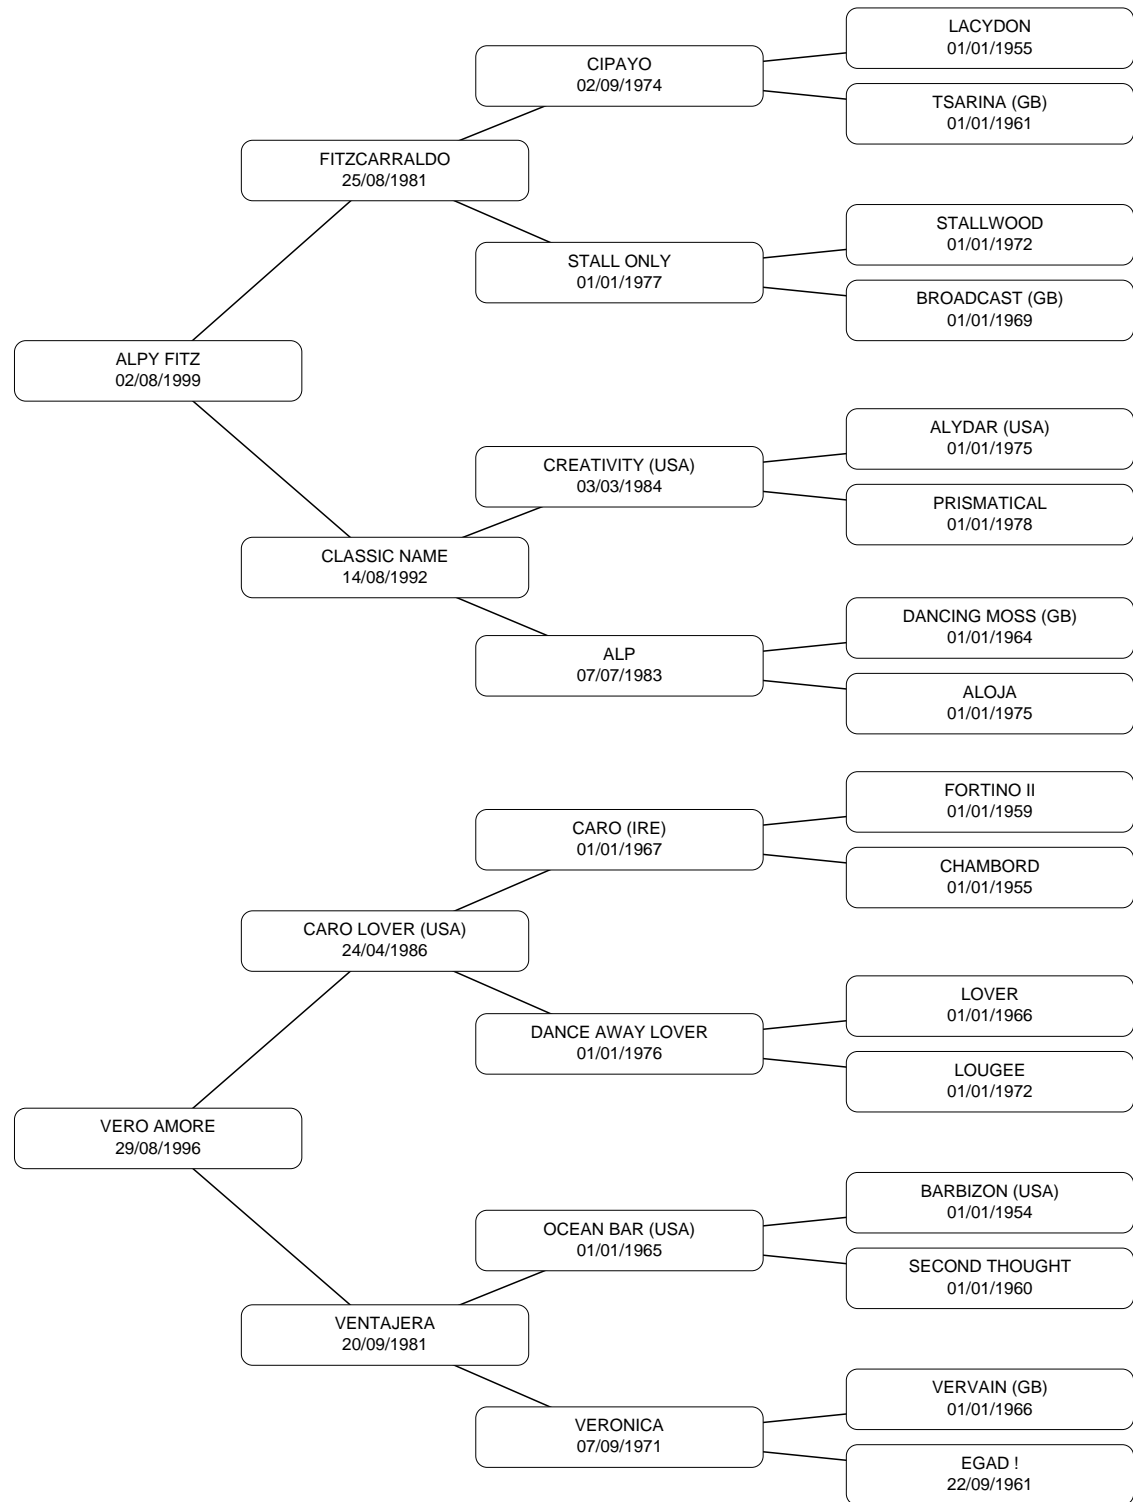 LACYDON
01/01/1955
CIPAYO
02/09/1974
TSARINA (GB)
01/01/1961
FITZCARRALDO
25/08/1981
STALLWOOD
01/01/1972
STALL ONLY
01/01/1977
BROADCAST (GB)
01/01/1969
ALPY FITZ
02/08/1999
ALYDAR (USA)
01/01/1975
CREATIVITY (USA)
03/03/1984
PRISMATICAL
01/01/1978
CLASSIC NAME
14/08/1992
DANCING MOSS (GB)
01/01/1964
ALP
07/07/1983
ALOJA
01/01/1975
FORTINO II
01/01/1959
CARO (IRE)
01/01/1967
CHAMBORD
01/01/1955
CARO LOVER (USA)
24/04/1986
LOVER
01/01/1966
DANCE AWAY LOVER
01/01/1976
LOUGEE
01/01/1972
VERO AMORE
29/08/1996
BARBIZON (USA)
01/01/1954
OCEAN BAR (USA)
01/01/1965
SECOND THOUGHT
01/01/1960
VENTAJERA
20/09/1981
VERVAIN (GB)
01/01/1966
VERONICA
07/09/1971
EGAD !
22/09/1961